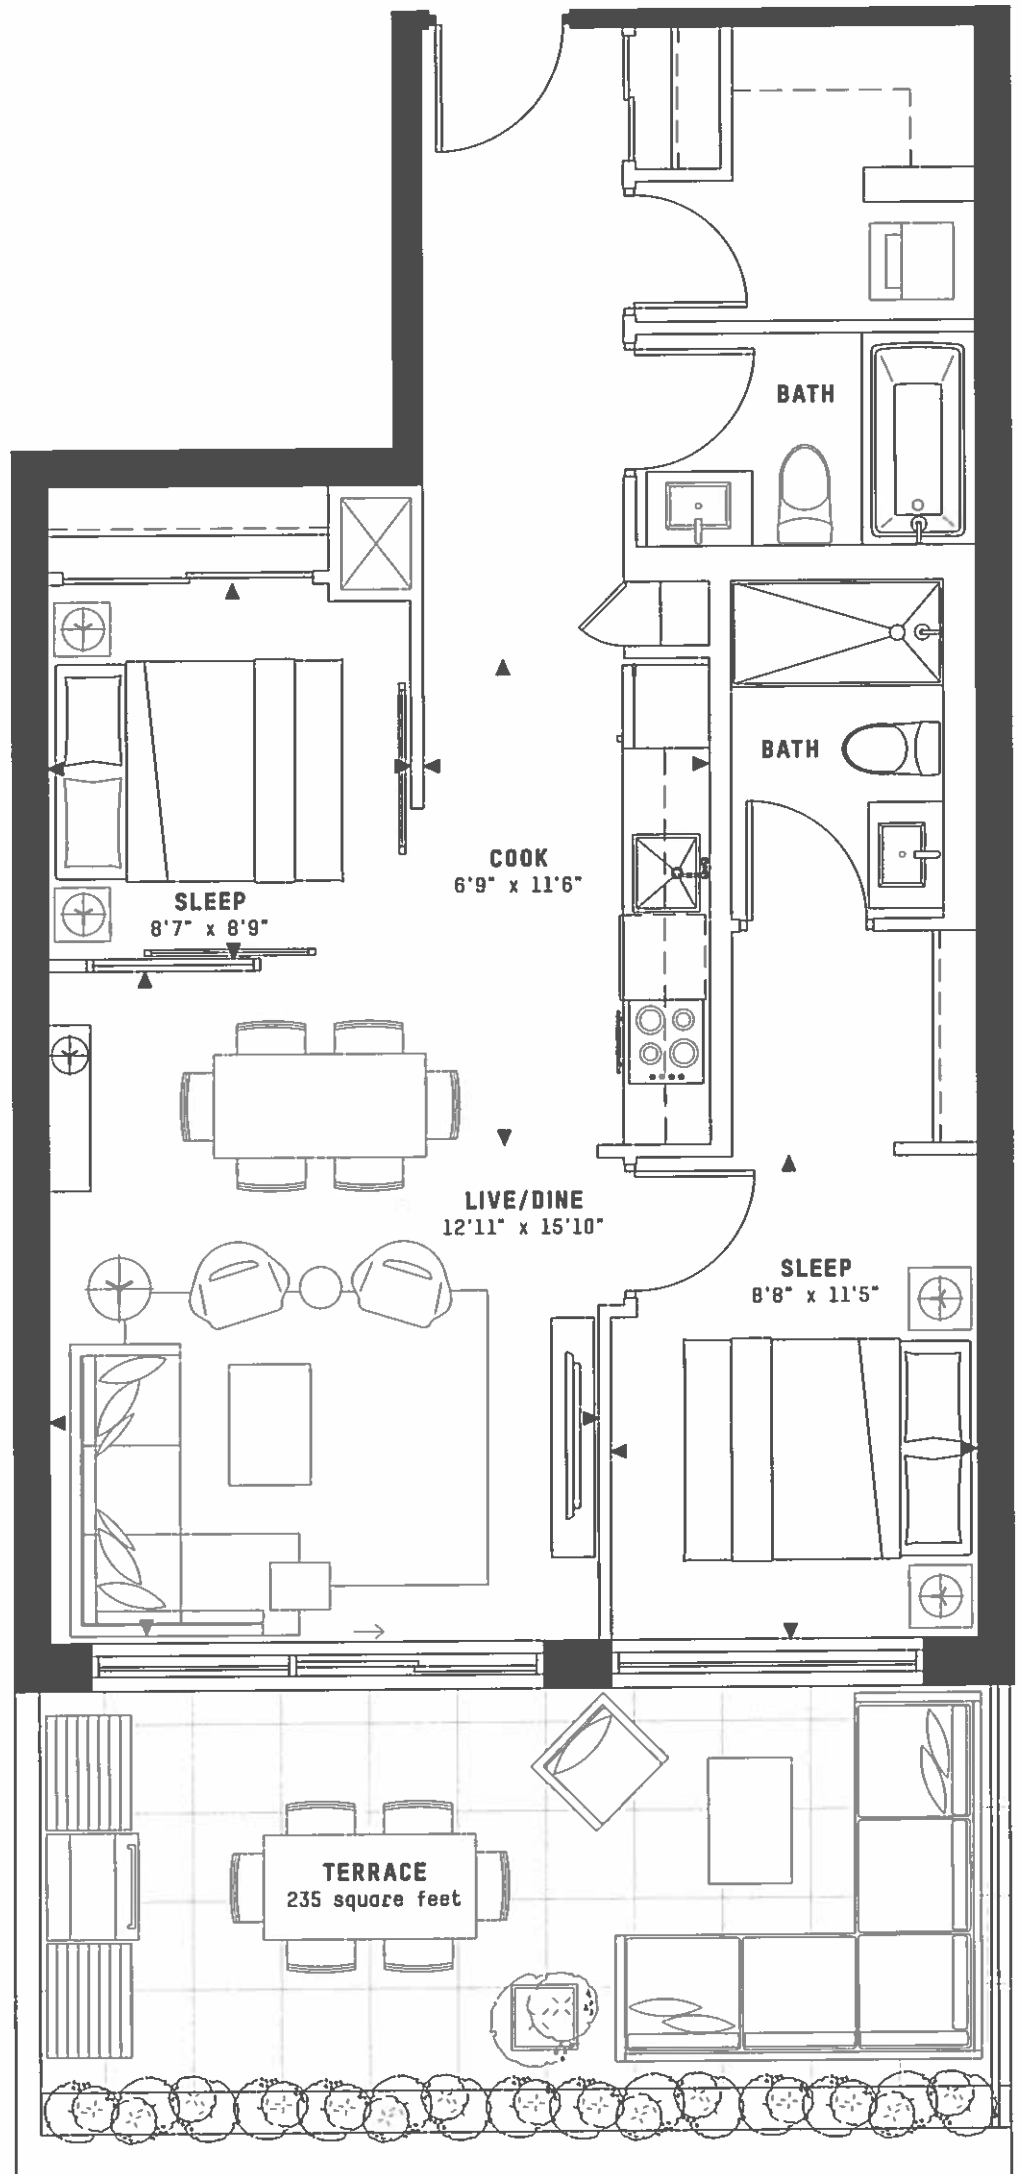 BATH
BATH
COOK
6'9" x 11'6"
SLEEP
8'7" x 8'9"
LIVE/DINE
12'11" x 15'10"
SLEEP
8'8" x 11'5"
TERRACE
235 square feet